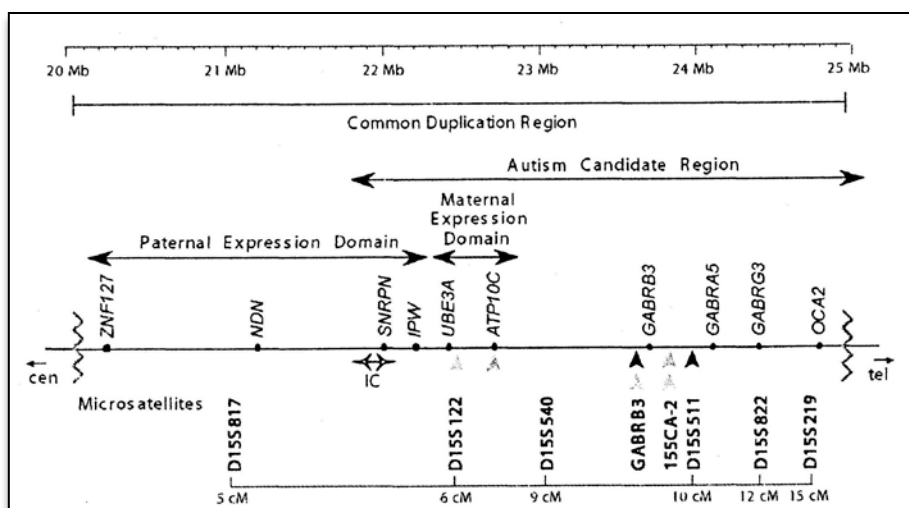 20 Mb 21 Mb 22 Mb 23 Mb 24 Mb 25 Mb
Common Duplication Region
Autism Candidate Region
Maternal
Expression
Domain
Paternal Expression Domain
ZNF127 NDN SNRPN IPW UBE3A ATP10C GABRB3 GABRA5 GABRG3 OCA2
cen IC tel
Microsatellites
D15S817 D15S122 D15S540 GABRB3 155CA-2 D15S511 D15S822 D15S219
5 cM 6 cM 9 cM 10 cM 12 cM 15 cM